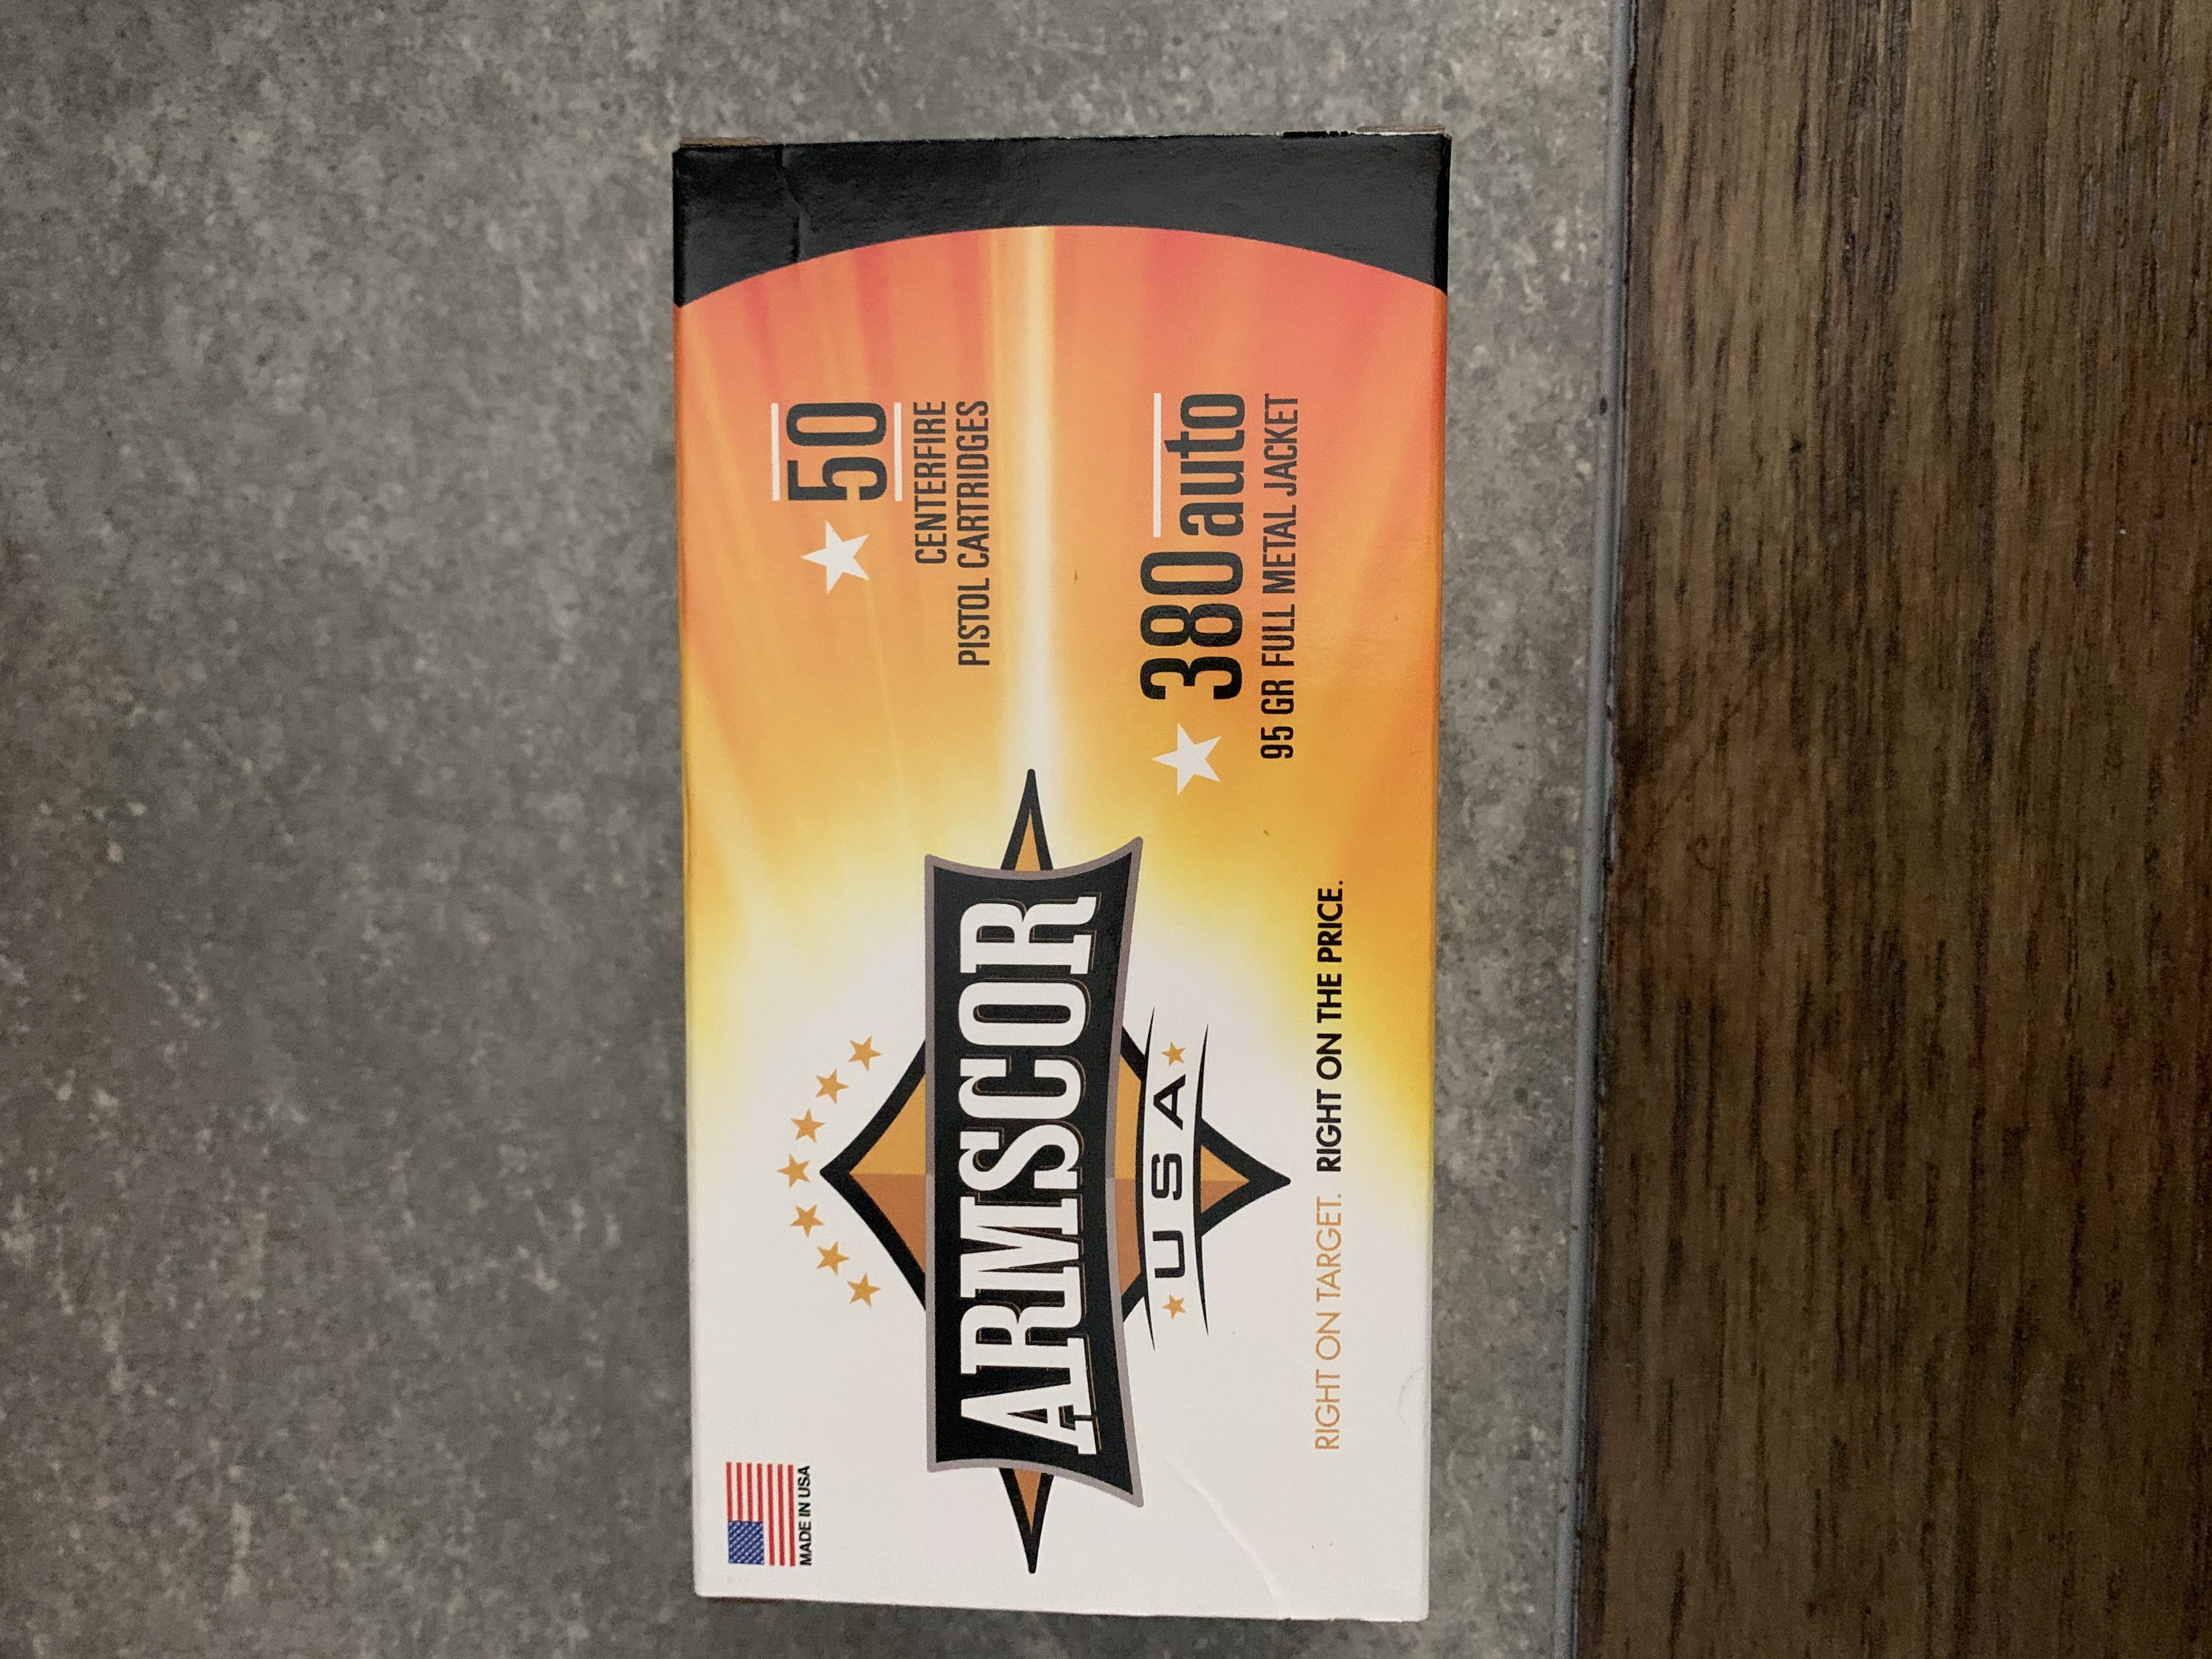 MADE IN USA
ARMSCOR
USA
RIGHT ON TARGET. RIGHT ON THE PRICE.
50
CENTERFIRE
PISTOL CARTRIDGES
380 auto
95 GR FULL METAL JACKET